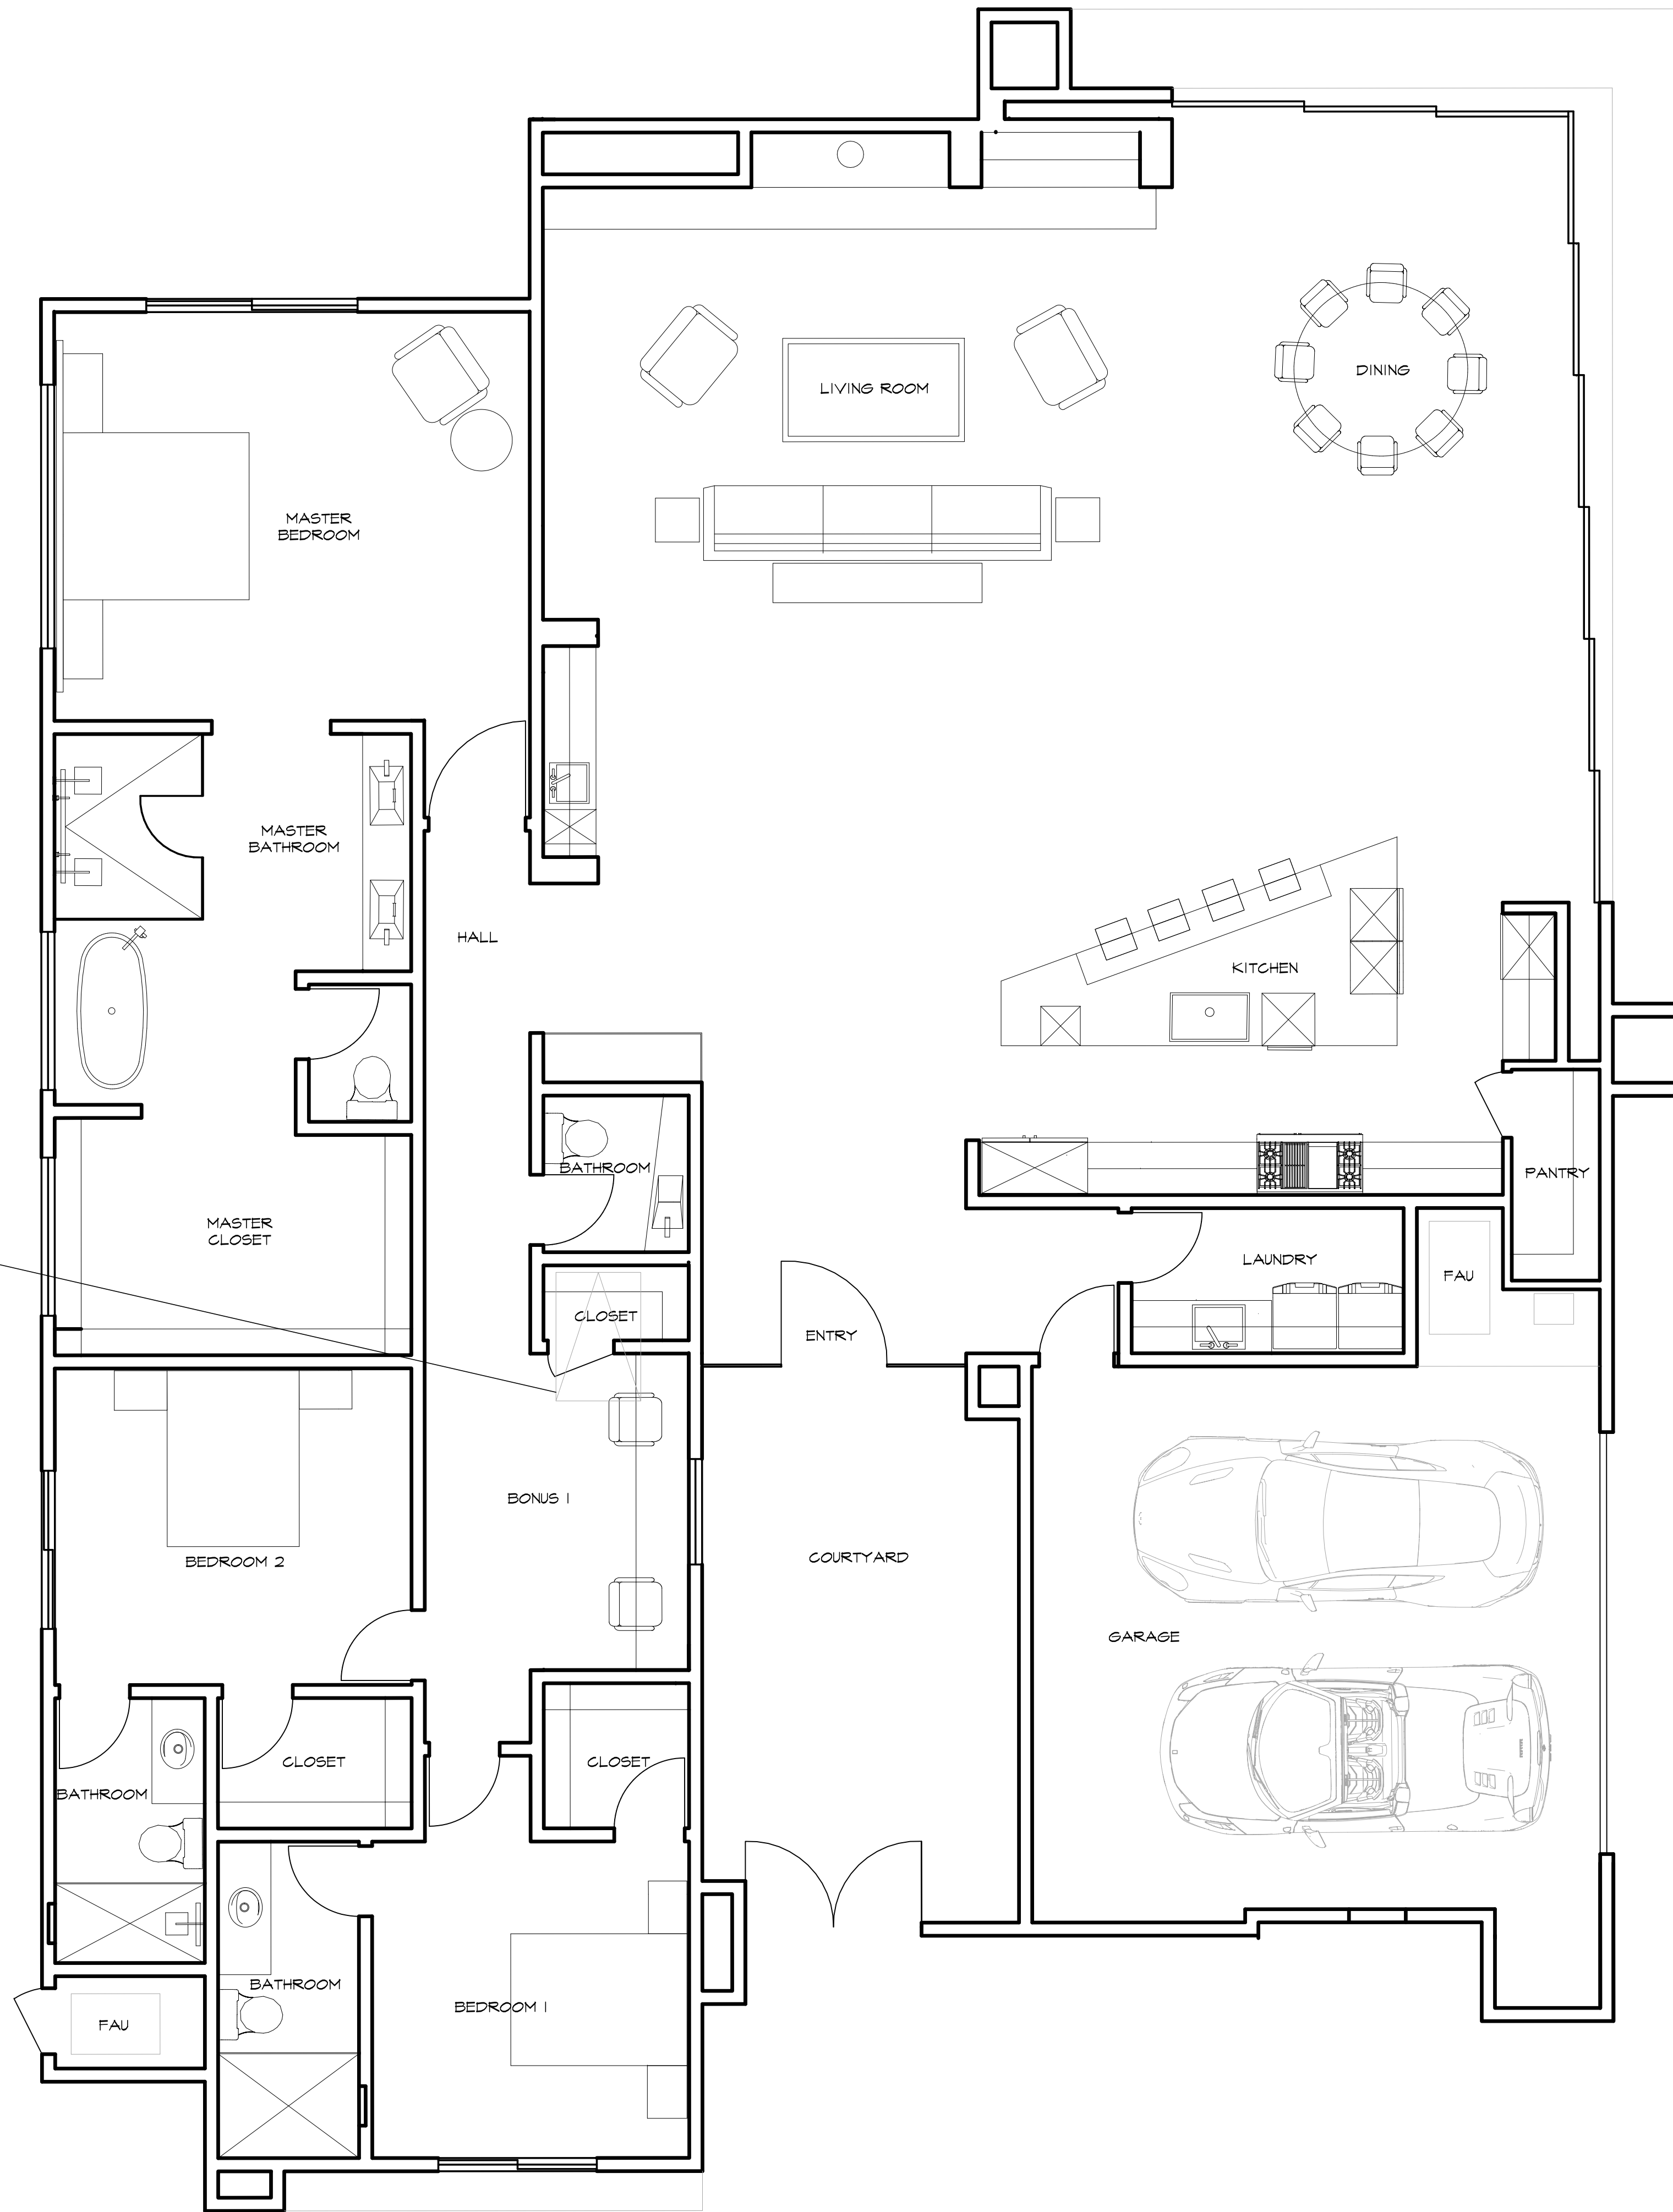 LIVING ROOM
DINING
MASTER
BEDROOM
MASTER
BATHROOM
HALL
KITCHEN
BATHROOM
PANTRY
MASTER
CLOSET
LAUNDRY
FAU
CLOSET
ENTRY
BONUS 1
COURTYARD
BEDROOM 2
GARAGE
CLOSET
CLOSET
BATHROOM
BATHROOM
BEDROOM 1
FAU